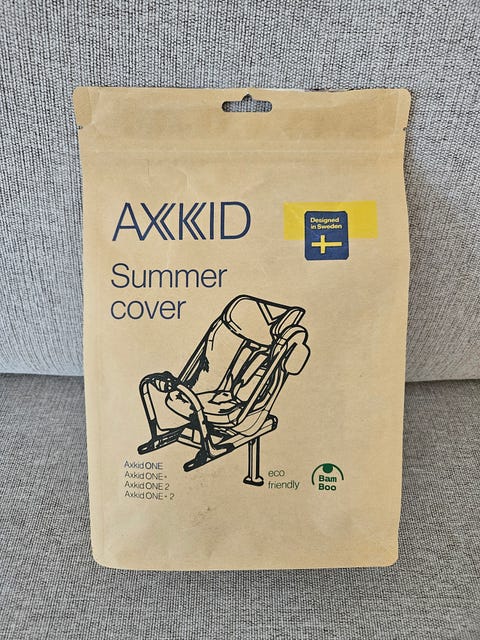 AXKID
Designed
in Sweden
Summer
cover
Axkid ONE
Axkid ONE+
Axkid ONE 2
Axkid ONE+ 2
eco
friendly
Bam
Boo